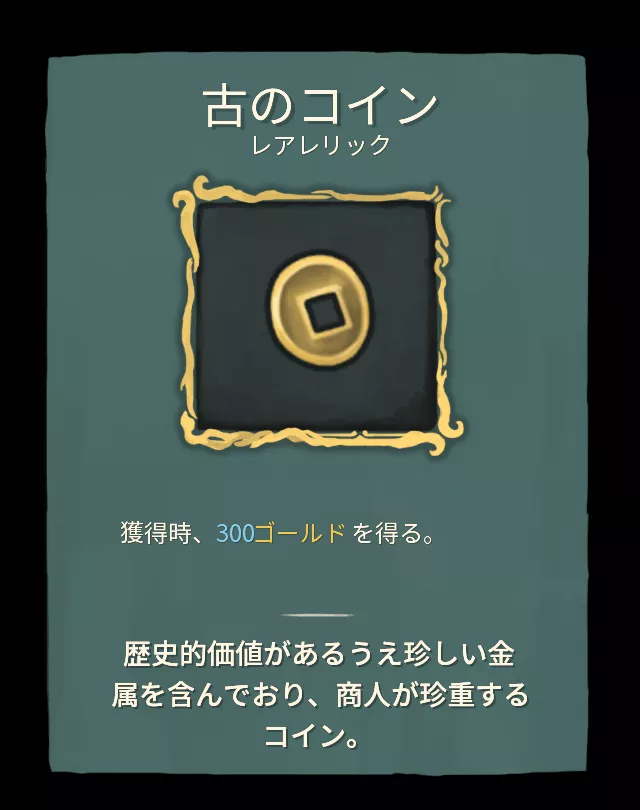 古のコイン
レアレリック
獲得時、300ゴールド を得る。
歴史的価値があるうえ珍しい金
属を含んでおり、商人が珍重する
コイン。